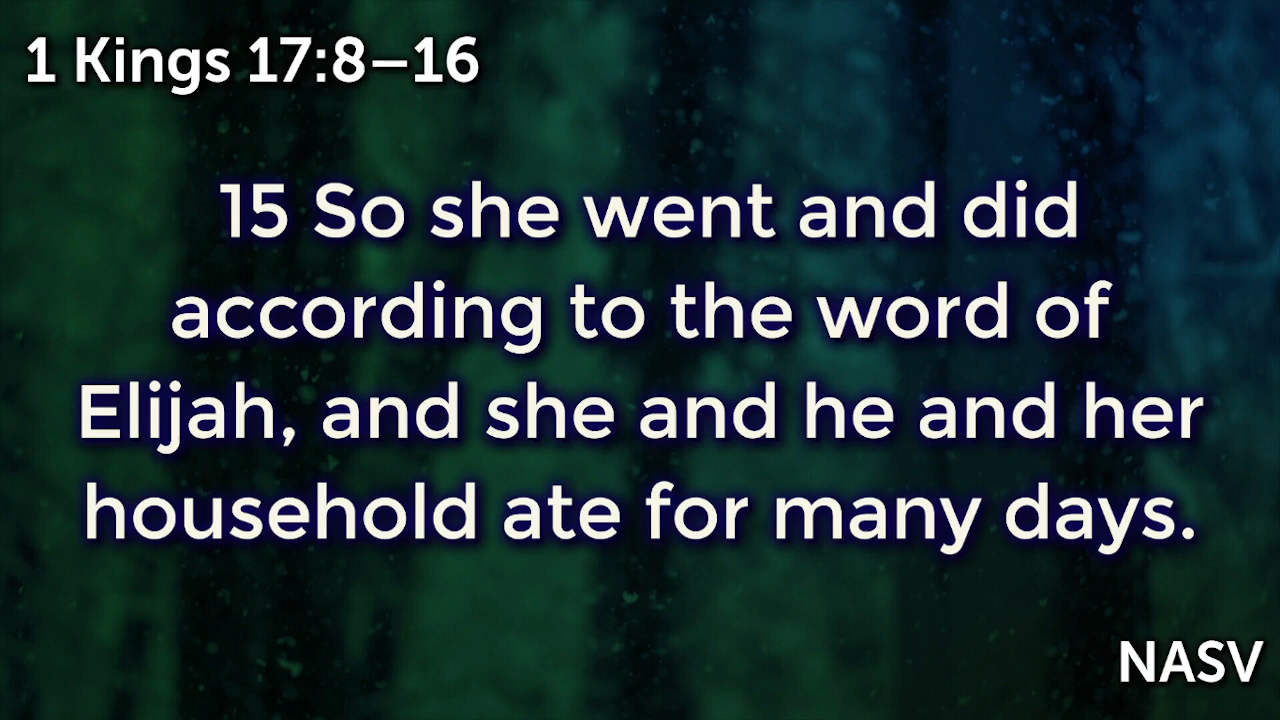 1 Kings 17:8–16
15 So she went and did
according to the word of
Elijah, and she and he and her
household ate for many days.
NASV